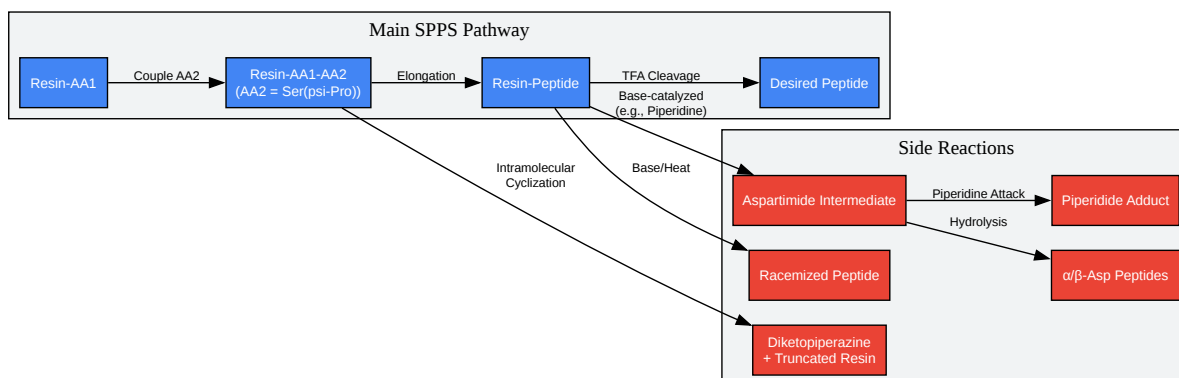 Main SPPS Pathway
Resin-AA1
Couple AA2
Resin-AA1-AA2
(AA2 = Ser(psi-Pro))
Elongation
Resin-Peptide
TFA Cleavage
Desired Peptide
Base-catalyzed
(e.g., Piperidine)
Intramolecular
Cyclization
Base/Heat
Side Reactions
Aspartimide Intermediate
Piperidine Attack
Piperidide Adduct
Hydrolysis
Racemized Peptide
α/β-Asp Peptides
Diketopiperazine
+ Truncated Resin